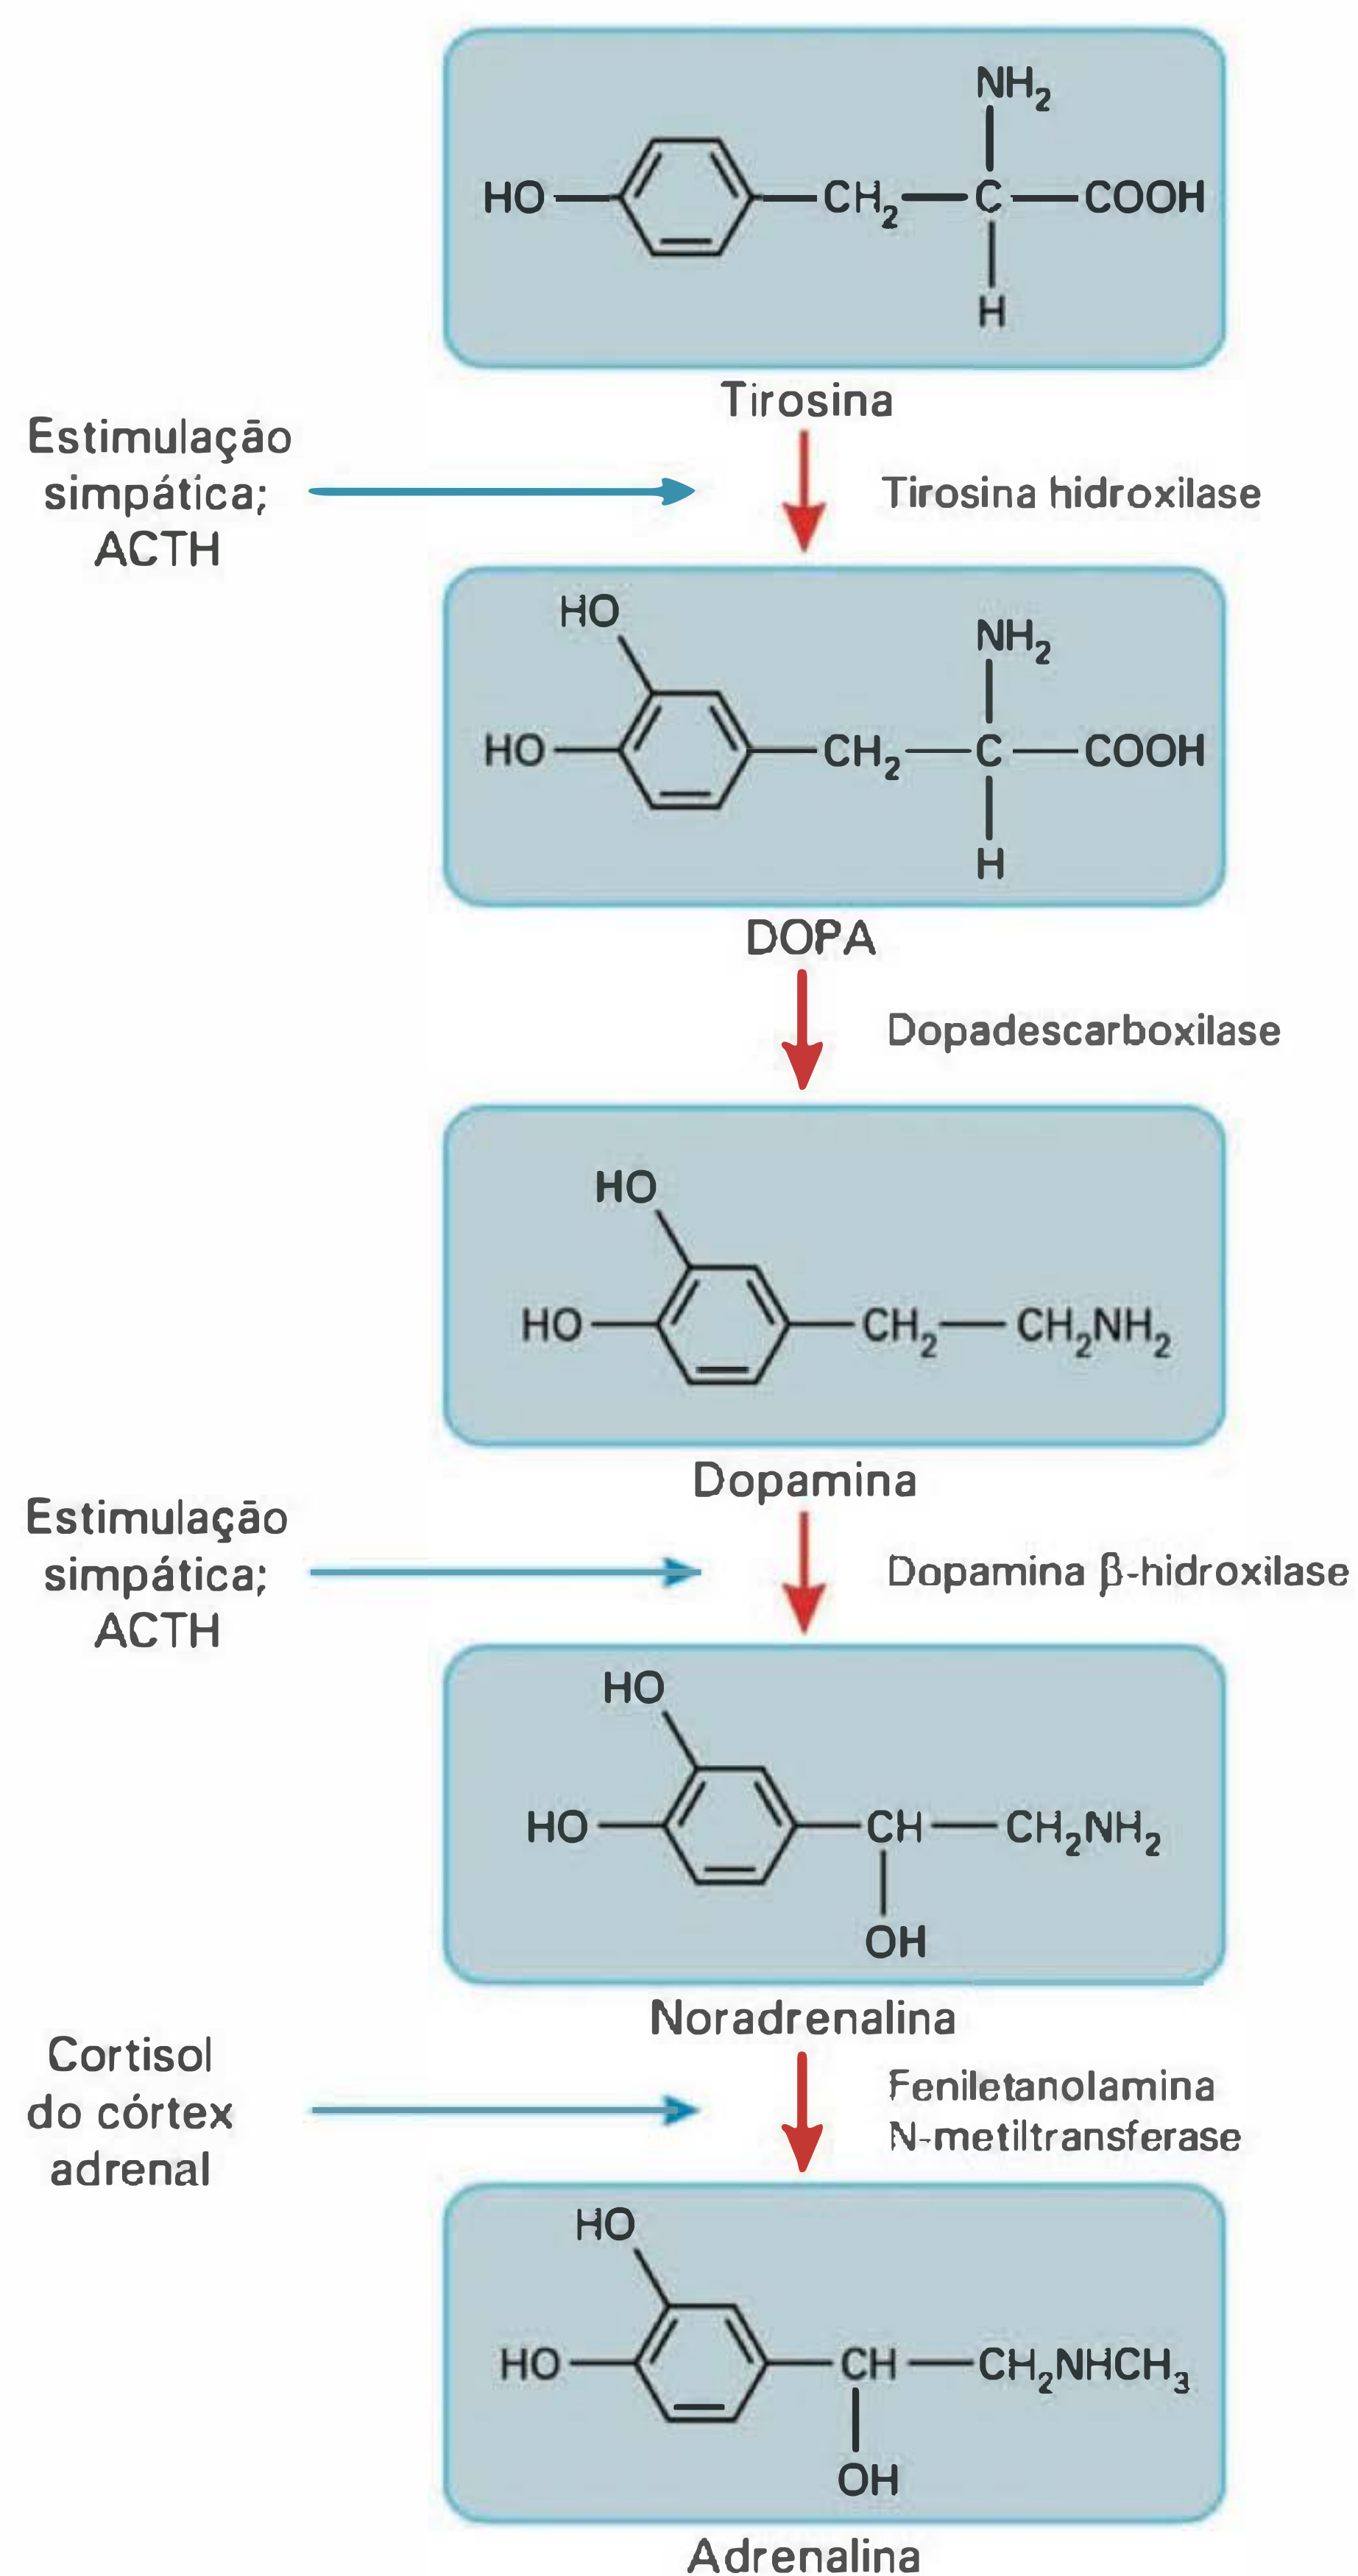 NH2
HO CH2 C COOH
H
Tirosina
Estimulação
simpática;
ACTH
Tirosina hidroxilase
HO
NH2
HO CH2 C COOH
H
DOPA
Dopadescarboxilase
HO
HO CH2 CH2NH2
Dopamina
Estimulação
simpática;
ACTH
Dopamina β-hidroxilase
HO
HO CH CH2NH2
OH
Noradrenalina
Cortisol
do córtex
adrenal
Feniletanolamina
N-metiltransferase
HO
HO CH CH2NHCH3
OH
Adrenalina